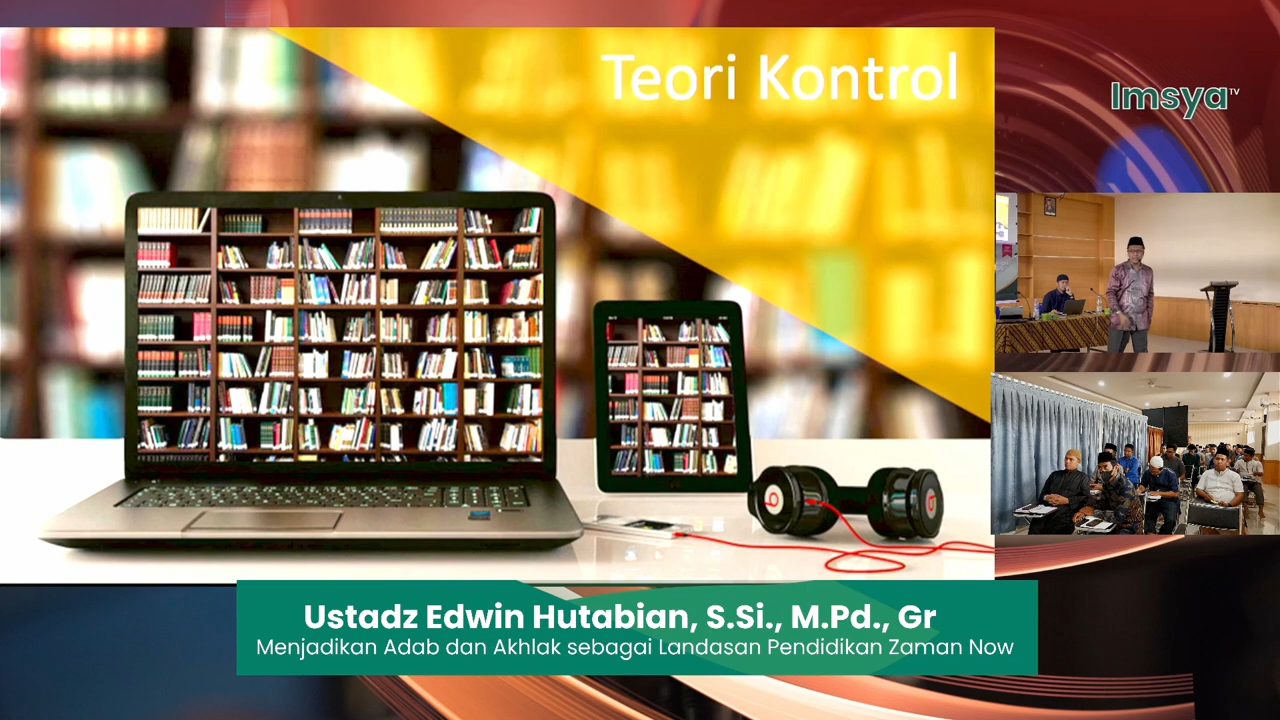 Teori Kontrol
Imsya TV
Ustadz Edwin Hutabian, S.Si., M.Pd., Gr
Menjadikan Adab dan Akhlak sebagai Landasan Pendidikan Zaman Now